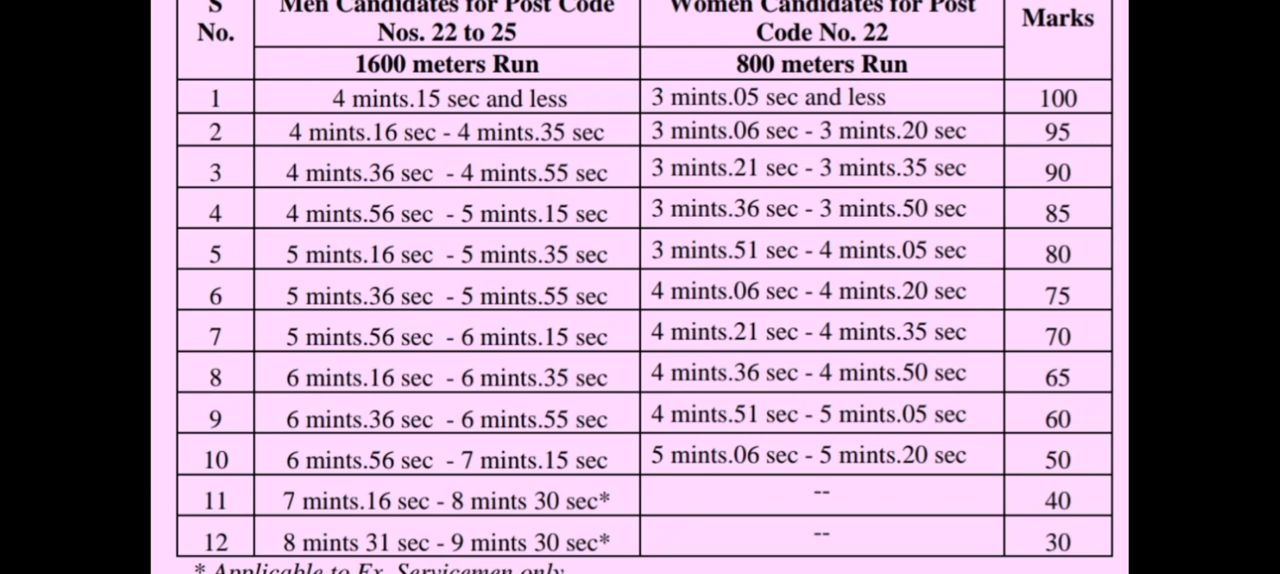 S No. Men Candidates for Post Code Nos. 22 to 25 Women Candidates for Post Code No. 22 Marks
1600 meters Run 800 meters Run
1 4 mints.15 sec and less 3 mints.05 sec and less 100
2 4 mints.16 sec - 4 mints.35 sec 3 mints.06 sec - 3 mints.20 sec 95
3 4 mints.36 sec - 4 mints.55 sec 3 mints.21 sec - 3 mints.35 sec 90
4 4 mints.56 sec - 5 mints.15 sec 3 mints.36 sec - 3 mints.50 sec 85
5 5 mints.16 sec - 5 mints.35 sec 3 mints.51 sec - 4 mints.05 sec 80
6 5 mints.36 sec - 5 mints.55 sec 4 mints.06 sec - 4 mints.20 sec 75
7 5 mints.56 sec - 6 mints.15 sec 4 mints.21 sec - 4 mints.35 sec 70
8 6 mints.16 sec - 6 mints.35 sec 4 mints.36 sec - 4 mints.50 sec 65
9 6 mints.36 sec - 6 mints.55 sec 4 mints.51 sec - 5 mints.05 sec 60
10 6 mints.56 sec - 7 mints.15 sec 5 mints.06 sec - 5 mints.20 sec 50
11 7 mints.16 sec - 8 mints 30 sec* -- 40
12 8 mints 31 sec - 9 mints 30 sec* -- 30
* Applicable to Ex. Servicemen only